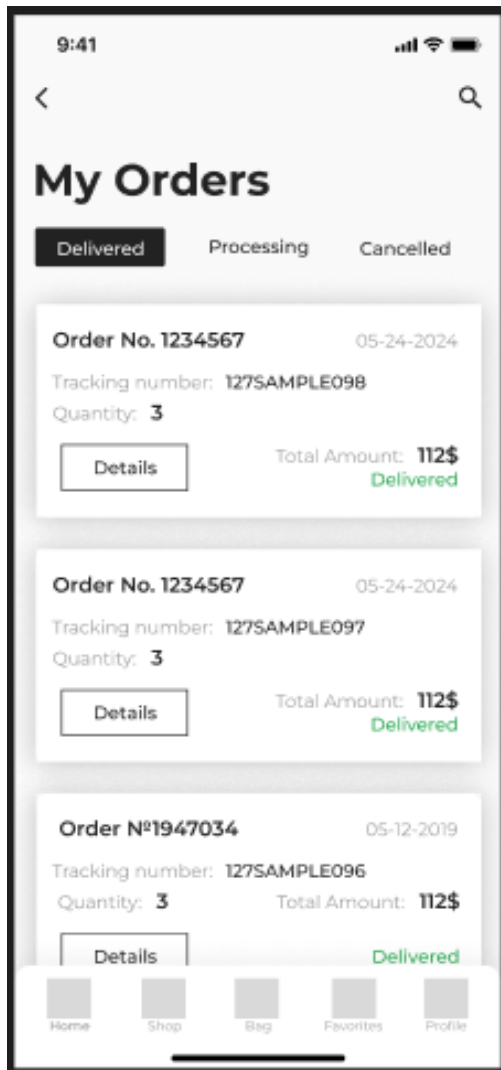 9:41
My Orders
Delivered Processing Cancelled
Order No. 1234567 05-24-2024
Tracking number: 127SAMPLE098
Quantity: 3
Details Total Amount: 112$
Delivered
Order No. 1234567 05-24-2024
Tracking number: 127SAMPLE097
Quantity: 3
Details Total Amount: 112$
Delivered
Order №1947034 05-12-2019
Tracking number: 127SAMPLE096
Quantity: 3 Total Amount: 112$
Details Delivered
Home Shop Bag Favorites Profile